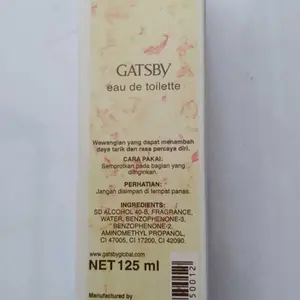 GATSBY
eau de toilette
Wewangian yang dapat menambah
daya tarik dan rasa percaya diri.
CARA PAKAI:
Semprotkan pada bagian yang
diinginkan.
PERHATIAN:
Jangan disimpan di tempat panas.
INGREDIENTS:
SD ALCOHOL 40-B, FRAGRANCE,
WATER, BENZOPHENONE-3,
BENZOPHENONE-2,
AMINOMETHYL PROPANOL,
CI 47005, CI 17200, CI 42090.
www.gatsbyglobal.com
NET 125 ml
Manufactured by